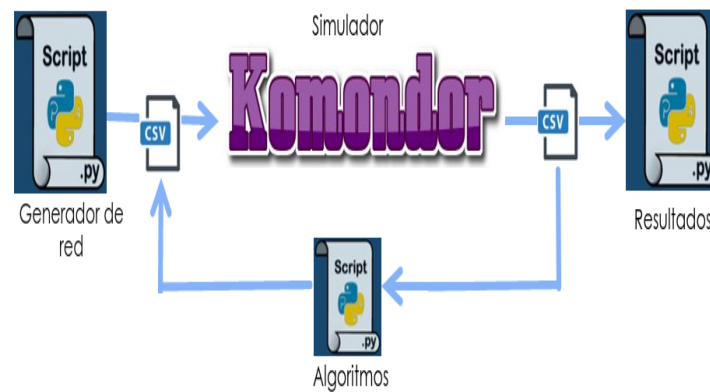 Simulador
Script
.py
Generador de
red
CSV
Komondor
CSV
Script
.py
Resultados
Script
.py
Algoritmos